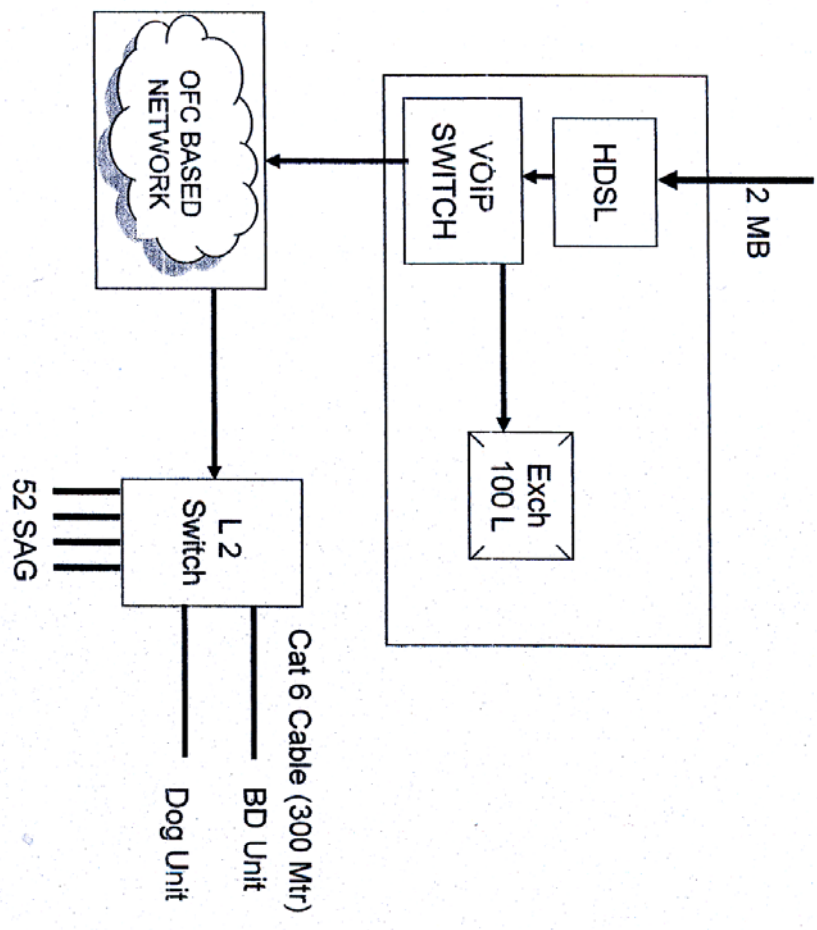 2 MB
HDSL
VOiP
SWITCH
Exch
100 L
OFC BASED
NETWORK
L 2
Switch
Cat 6 Cable (300 Mtr)
BD Unit
Dog Unit
52 SAG